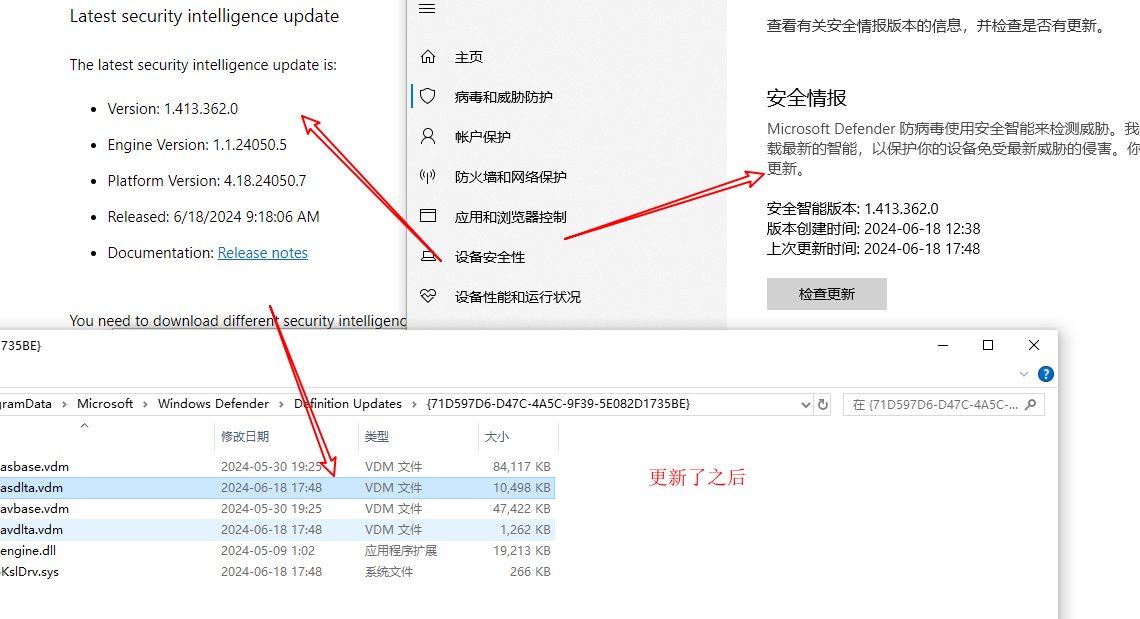 Latest security intelligence update
The latest security intelligence update is:
Version: 1.413.362.0
Engine Version: 1.1.24050.5
Platform Version: 4.18.24050.7
Released: 6/18/2024 9:18:06 AM
Documentation: Release notes
You need to download different security intelligenc
主页
病毒和威胁防护
帐户保护
防火墙和网络保护
应用和浏览器控制
设备安全性
设备性能和运行状况
查看有关安全情报版本的信息，并检查是否有更新。
安全情报
Microsoft Defender 防病毒使用安全智能来检测威胁。我
载最新的智能，以保护你的设备免受最新威胁的侵害。你
更新。
安全智能版本: 1.413.362.0
版本创建时间: 2024-06-18 12:38
上次更新时间: 2024-06-18 17:48
检查更新
735BE}
gramData > Microsoft > Windows Defender > Definition Updates > {71D597D6-D47C-4A5C-9F39-5E082D1735BE}
在 {71D597D6-D47C-4A5C-...
修改日期 类型 大小
asbase.vdm 2024-05-30 19:25 VDM 文件 84,117 KB
asdlta.vdm 2024-06-18 17:48 VDM 文件 10,498 KB
avbase.vdm 2024-05-30 19:25 VDM 文件 47,422 KB
avdlta.vdm 2024-06-18 17:48 VDM 文件 1,262 KB
engine.dll 2024-05-09 1:02 应用程序扩展 19,213 KB
KslDrv.sys 2024-06-18 17:48 系统文件 266 KB
更新了之后